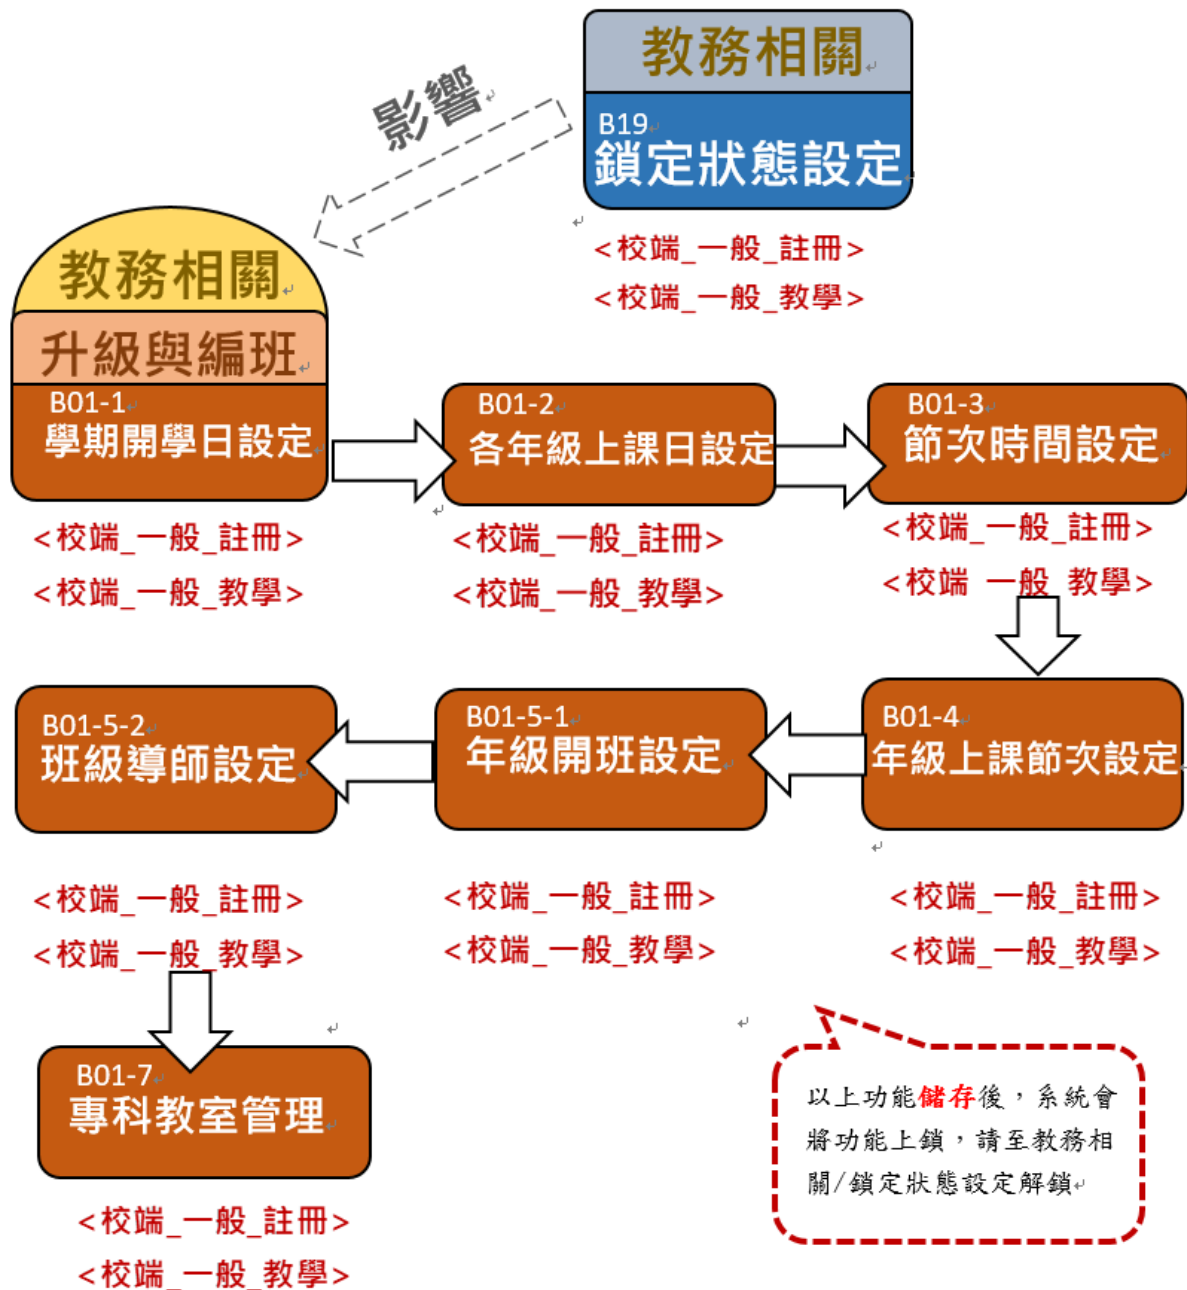 教務相關
影響
B19
鎖定狀態設定
<校端_一般_註冊>
<校端_一般_教學>
教務相關
升級與編班
B01-1
學期開學日設定
<校端_一般_註冊>
<校端_一般_教學>
B01-2
各年級上課日設定
<校端_一般_註冊>
<校端_一般_教學>
B01-3
節次時間設定
<校端_一般_註冊>
<校端 一般_教學>
B01-4
年級上課節次設定
<校端_一般_註冊>
<校端_一般_教學>
B01-5-1
年級開班設定
<校端_一般_註冊>
<校端_一般_教學>
B01-5-2
班級導師設定
<校端_一般_註冊>
<校端_一般_教學>
B01-7
專科教室管理
<校端_一般_註冊>
<校端_一般_教學>
以上功能儲存後，系統會
將功能上鎖，請至教務相
關/鎖定狀態設定解鎖